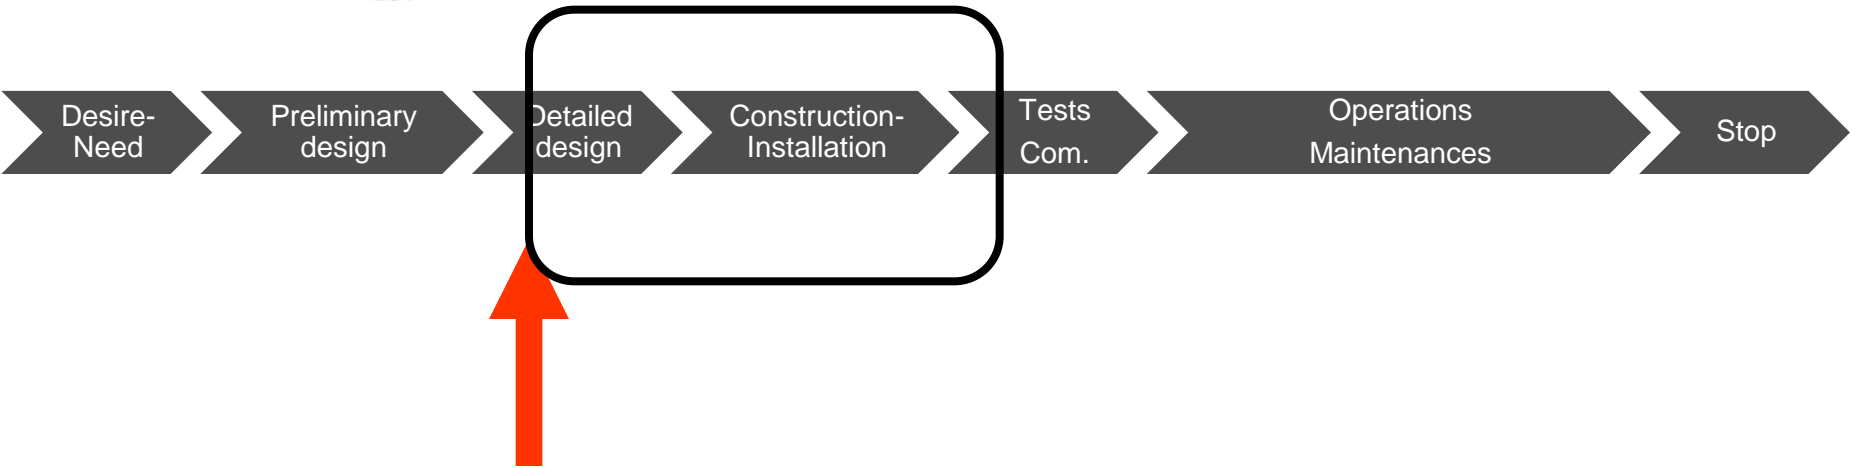 Desire-
Need
Preliminary
design
Detailed
design
Construction-
Installation
Tests
Com.
Operations
Maintenances
Stop